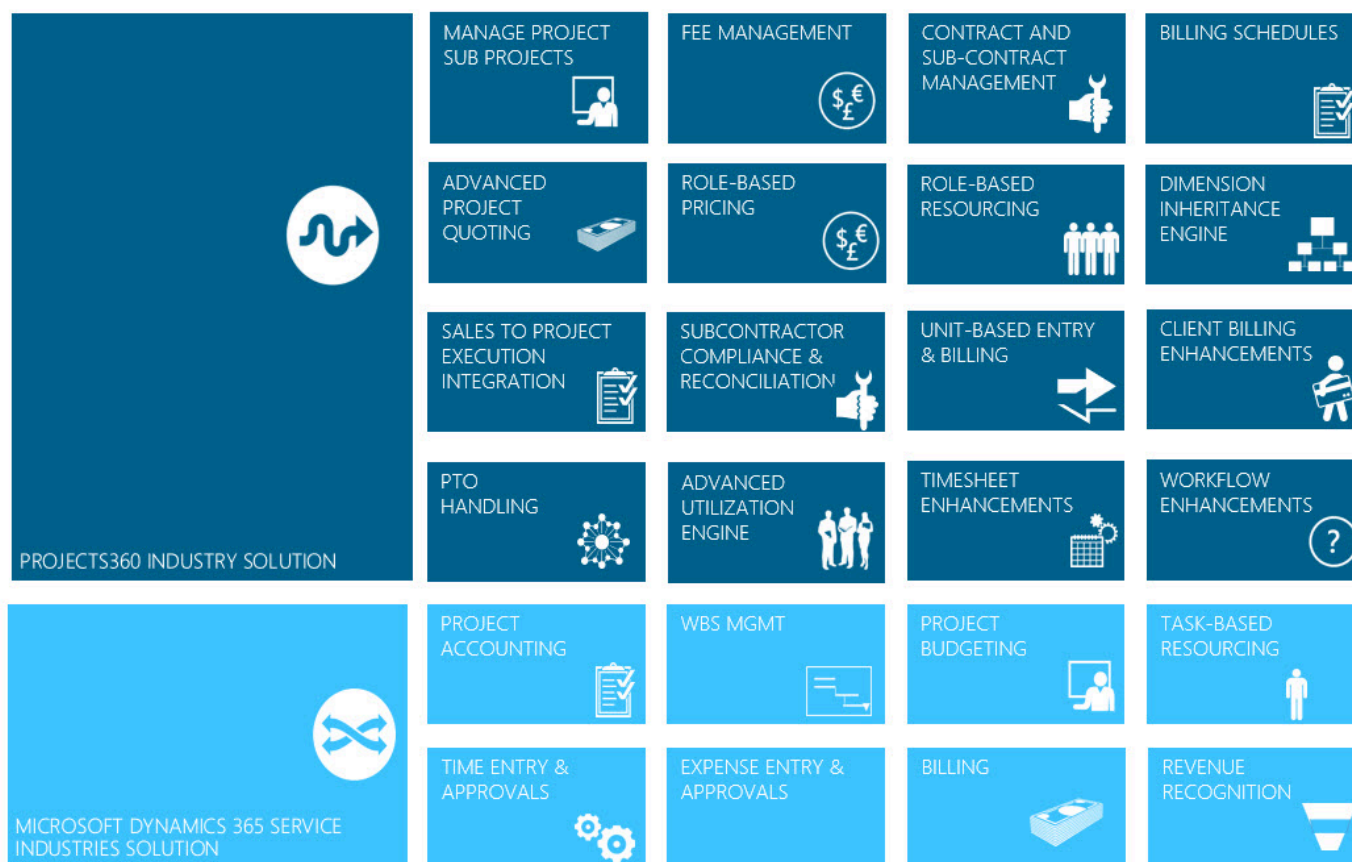 MANAGE PROJECT
SUB PROJECTS
FEE MANAGEMENT
CONTRACT AND
SUB-CONTRACT
MANAGEMENT
BILLING SCHEDULES
ADVANCED
PROJECT
QUOTING
ROLE-BASED
PRICING
ROLE-BASED
RESOURCING
DIMENSION
INHERITANCE
ENGINE
SALES TO PROJECT
EXECUTION
INTEGRATION
SUBCONTRACTOR
COMPLIANCE &
RECONCILIATION
UNIT-BASED ENTRY
& BILLING
CLIENT BILLING
ENHANCEMENTS
PTO
HANDLING
ADVANCED
UTILIZATION
ENGINE
TIMESHEET
ENHANCEMENTS
WORKFLOW
ENHANCEMENTS
?
PROJECTS360 INDUSTRY SOLUTION
PROJECT
ACCOUNTING
WBS MGMT
PROJECT
BUDGETING
TASK-BASED
RESOURCING
TIME ENTRY &
APPROVALS
EXPENSE ENTRY &
APPROVALS
BILLING
REVENUE
RECOGNITION
MICROSOFT DYNAMICS 365 SERVICE
INDUSTRIES SOLUTION